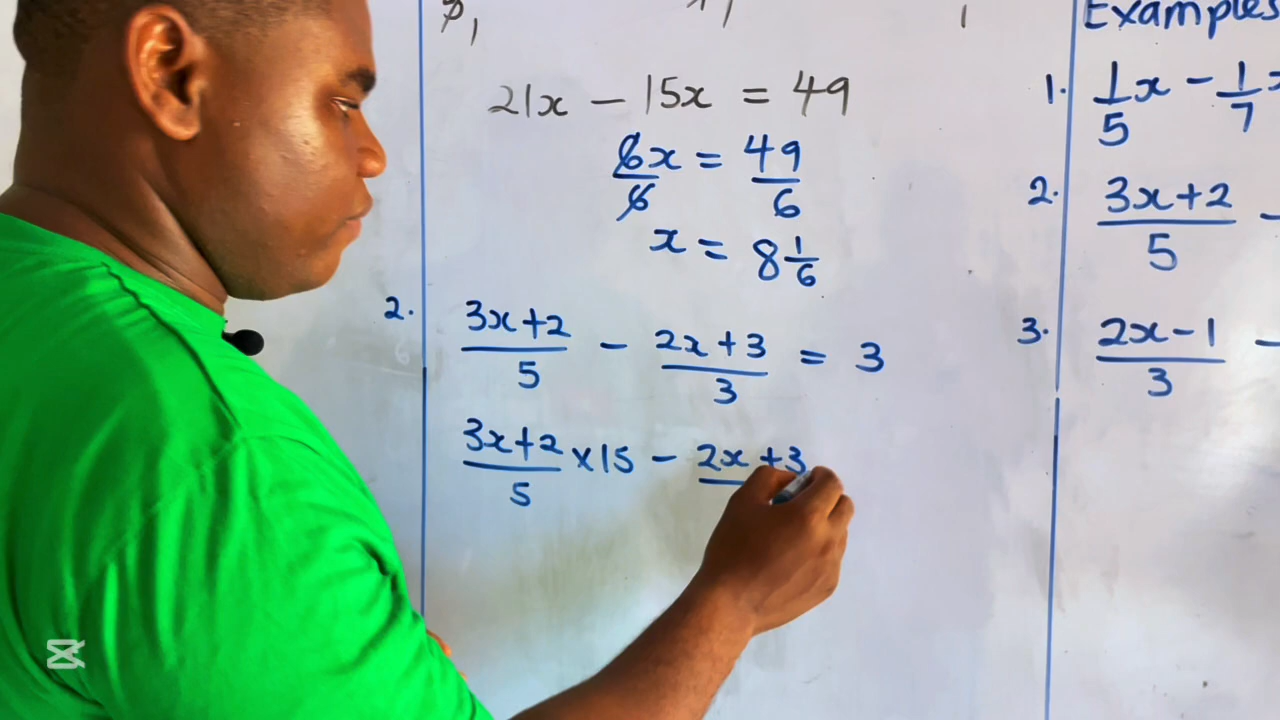 21x − 15x = 49
6x/6 = 49/6
x = 8 1/6
2. (3x+2)/5 − (2x+3)/3 = 3
(3x+2)/5 ×15 − 2x+3
Examples
1. 1/5 x − 1/7
2. (3x+2)/5 −
3. (2x−1)/3 −